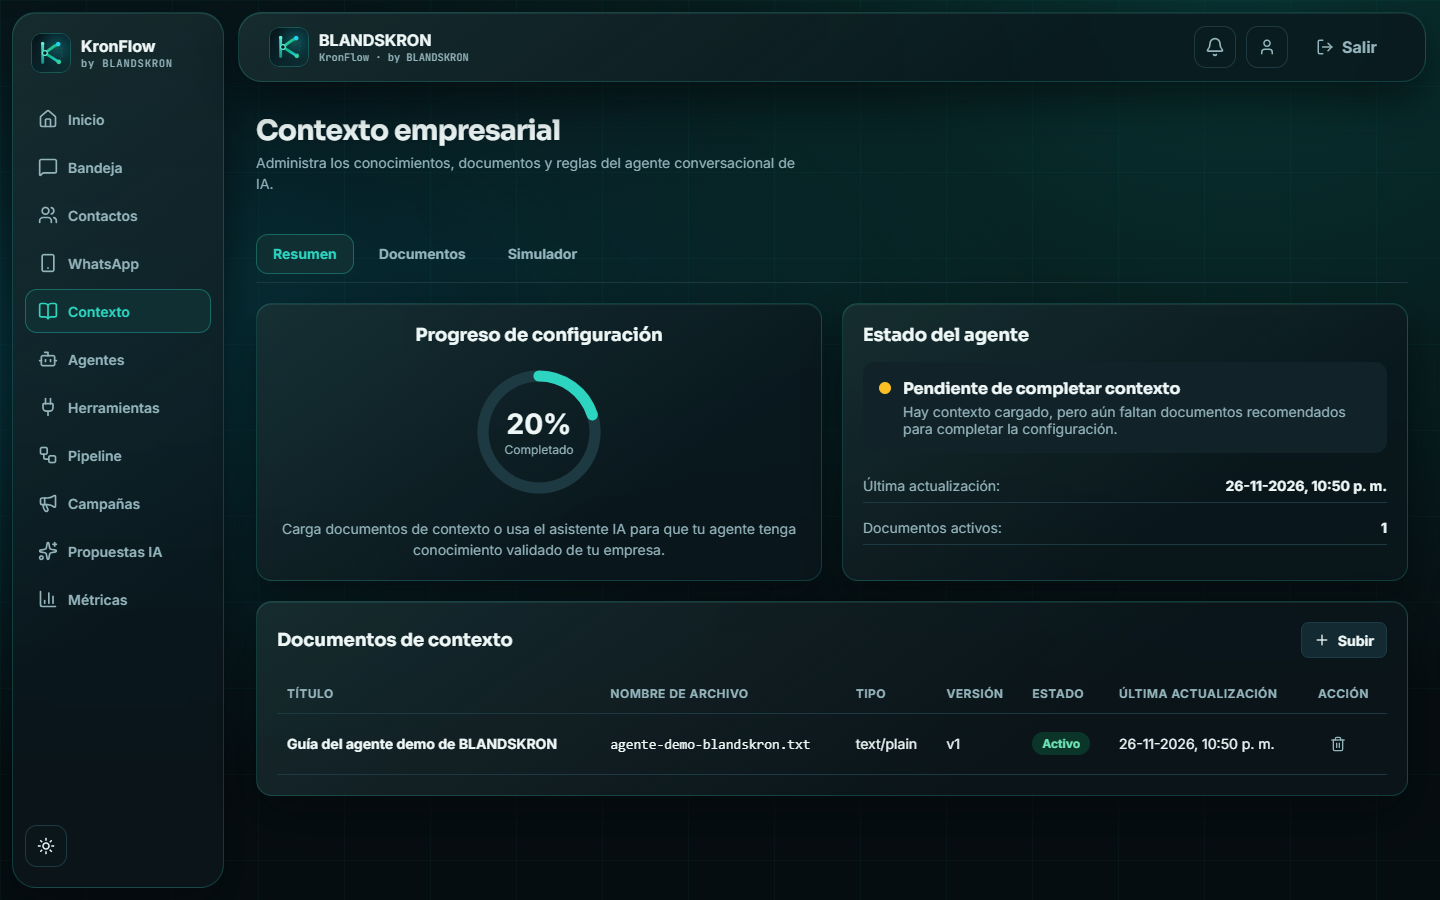 KronFlow
by BLANDSKRON
Inicio
Bandeja
Contactos
WhatsApp
Contexto
Agentes
Herramientas
Pipeline
Campañas
Propuestas IA
Métricas
BLANDSKRON
KronFlow · by BLANDSKRON
Salir
Contexto empresarial
Administra los conocimientos, documentos y reglas del agente conversacional de
IA.
Resumen Documentos Simulador
Progreso de configuración
20%
Completado
Carga documentos de contexto o usa el asistente IA para que tu agente tenga
conocimiento validado de tu empresa.
Estado del agente
Pendiente de completar contexto
Hay contexto cargado, pero aún faltan documentos recomendados
para completar la configuración.
Última actualización: 26-11-2026, 10:50 p. m.
Documentos activos: 1
Documentos de contexto
Subir
TÍTULO NOMBRE DE ARCHIVO TIPO VERSIÓN ESTADO ÚLTIMA ACTUALIZACIÓN ACCIÓN
Guía del agente demo de BLANDSKRON agente-demo-blandskron.txt text/plain v1 Activo 26-11-2026, 10:50 p. m.